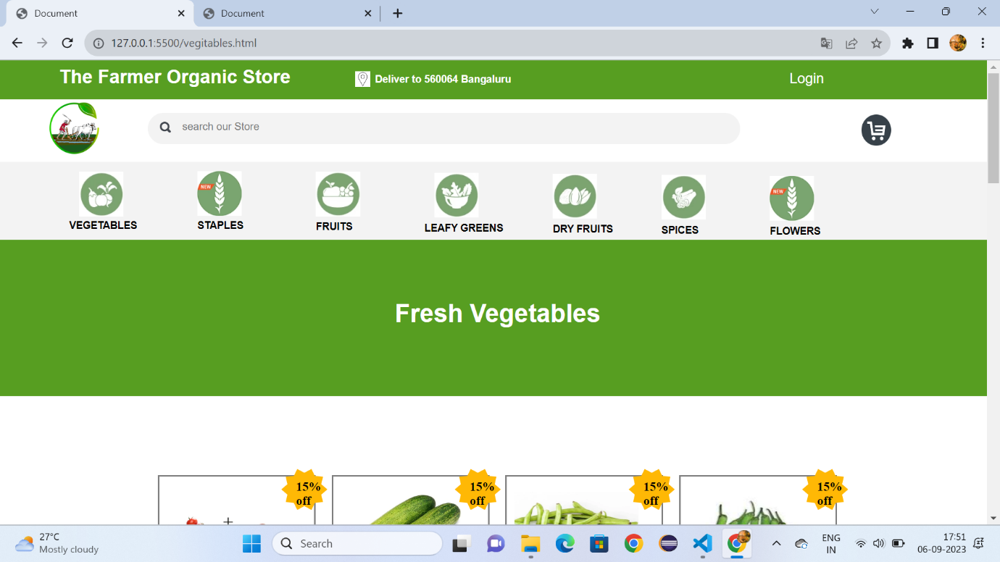 Document
Document
127.0.0.1:5500/vegitables.html
The Farmer Organic Store
Deliver to 560064 Bangaluru
Login
search our Store
NEW
NEW
VEGETABLES
STAPLES
FRUITS
LEAFY GREENS
DRY FRUITS
SPICES
FLOWERS
Fresh Vegetables
15%
off
15%
off
15%
off
15%
off
27°C
Mostly cloudy
Search
ENG
IN
17:51
06-09-2023